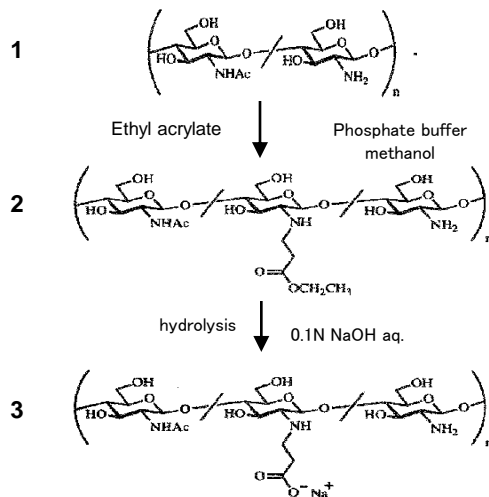 1
OH
O
HO
NHAc
O
OH
O
HO
NH2
O
n
Ethyl acrylate
Phosphate buffer
methanol
2
OH
O
HO
NHAc
O
OH
O
HO
NH
O
OH
O
HO
NH2
O
n
O
OCH2CH3
hydrolysis
0.1N NaOH aq.
3
OH
O
HO
NHAc
O
OH
O
HO
NH
O
OH
O
HO
NH2
O
n
O
O−Na+